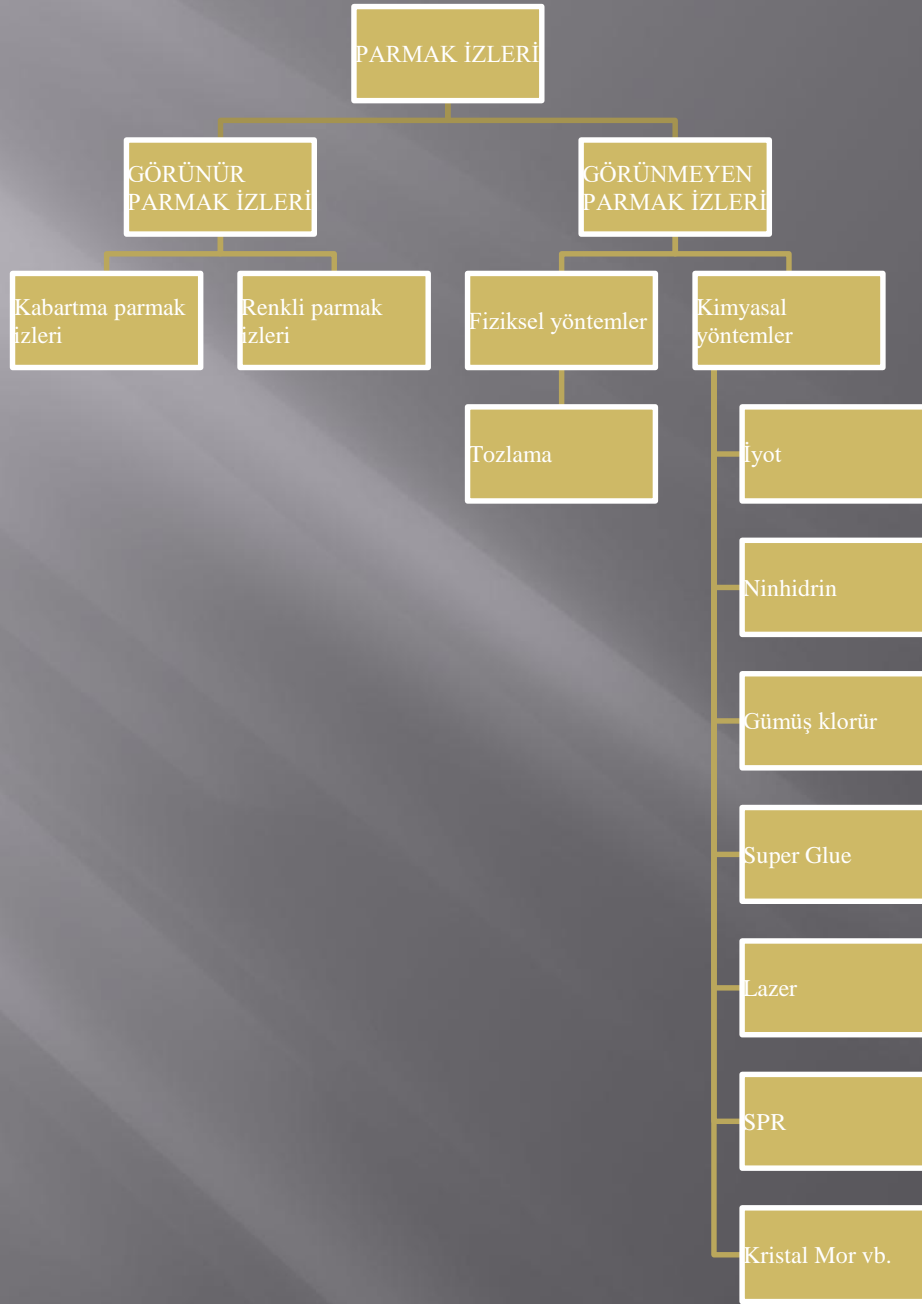 PARMAK İZLERİ
GÖRÜNÜR
PARMAK İZLERİ
GÖRÜNMEYEN
PARMAK İZLERİ
Kabartma parmak
izleri
Renkli parmak
izleri
Fiziksel yöntemler
Kimyasal
yöntemler
Tozlama
İyot
Ninhidrin
Gümüş klorür
Super Glue
Lazer
SPR
Kristal Mor vb.